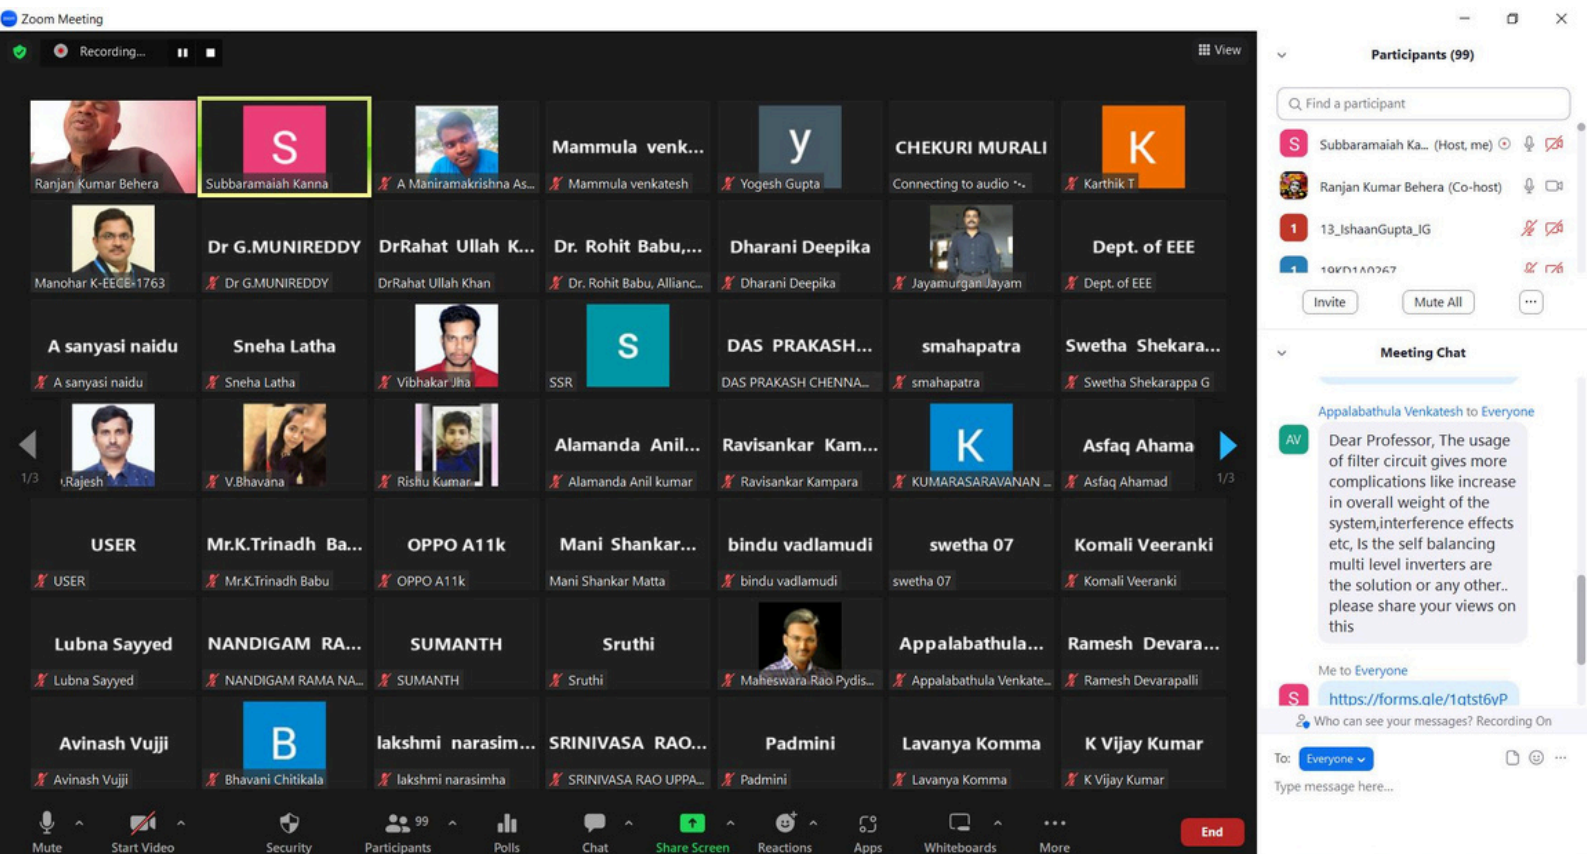 Zoom Meeting
Recording...
View
Ranjan Kumar Behera
S
Subbaramaiah Kanna
A Maniramakrishna As...
Mammula venk...
Mammula venkatesh
y
Yogesh Gupta
CHEKURI MURALI
Connecting to audio
K
Karthik T
Manohar K-EECE-1763
Dr G.MUNIREDDY
Dr G.MUNIREDDY
DrRahat Ullah K...
DrRahat Ullah Khan
Dr. Rohit Babu,...
Dr. Rohit Babu, Allianc...
Dharani Deepika
Dharani Deepika
Jayamurgan Jayam
Dept. of EEE
Dept. of EEE
A sanyasi naidu
A sanyasi naidu
Sneha Latha
Sneha Latha
Vibhakar Jha
S
SSR
DAS PRAKASH...
DAS PRAKASH CHENNA...
smahapatra
smahapatra
Swetha Shekara...
Swetha Shekarappa G
1/3
.Rajesh
V.Bhavana
Rishu Kumar
Alamanda Anil...
Alamanda Anil kumar
Ravisankar Kam...
Ravisankar Kampara
K
KUMARASARAVANAN ...
Asfaq Ahama
Asfaq Ahamad
1/3
USER
USER
Mr.K.Trinadh Ba...
Mr.K.Trinadh Babu
OPPO A11k
OPPO A11k
Mani Shankar...
Mani Shankar Matta
bindu vadlamudi
bindu vadlamudi
swetha 07
swetha 07
Komali Veeranki
Komali Veeranki
Lubna Sayyed
Lubna Sayyed
NANDIGAM RA...
NANDIGAM RAMA NA...
SUMANTH
SUMANTH
Sruthi
Sruthi
Maheswara Rao Pydis...
Appalabathula...
Appalabathula Venkate...
Ramesh Devara...
Ramesh Devarapalli
Avinash Vujji
Avinash Vujji
B
Bhavani Chitikala
lakshmi narasim...
lakshmi narasimha
SRINIVASA RAO...
SRINIVASA RAO UPPA...
Padmini
Padmini
Lavanya Komma
Lavanya Komma
K Vijay Kumar
K Vijay Kumar
Mute
Start Video
Security
99
Participants
Polls
Chat
Share Screen
Reactions
Apps
Whiteboards
More
End
Participants (99)
Find a participant
S
Subbaramaiah Ka... (Host, me)
Ranjan Kumar Behera (Co-host)
1
13_IshaanGupta_IG
1
19KD1A0267
Invite
Mute All
Meeting Chat
Appalabathula Venkatesh to Everyone
AV
Dear Professor, The usage
of filter circuit gives more
complications like increase
in overall weight of the
system,interference effects
etc, Is the self balancing
multi level inverters are
the solution or any other..
please share your views on
this
Me to Everyone
S
https://forms.gle/1qtst6yP
Who can see your messages? Recording On
To:
Everyone
Type message here...